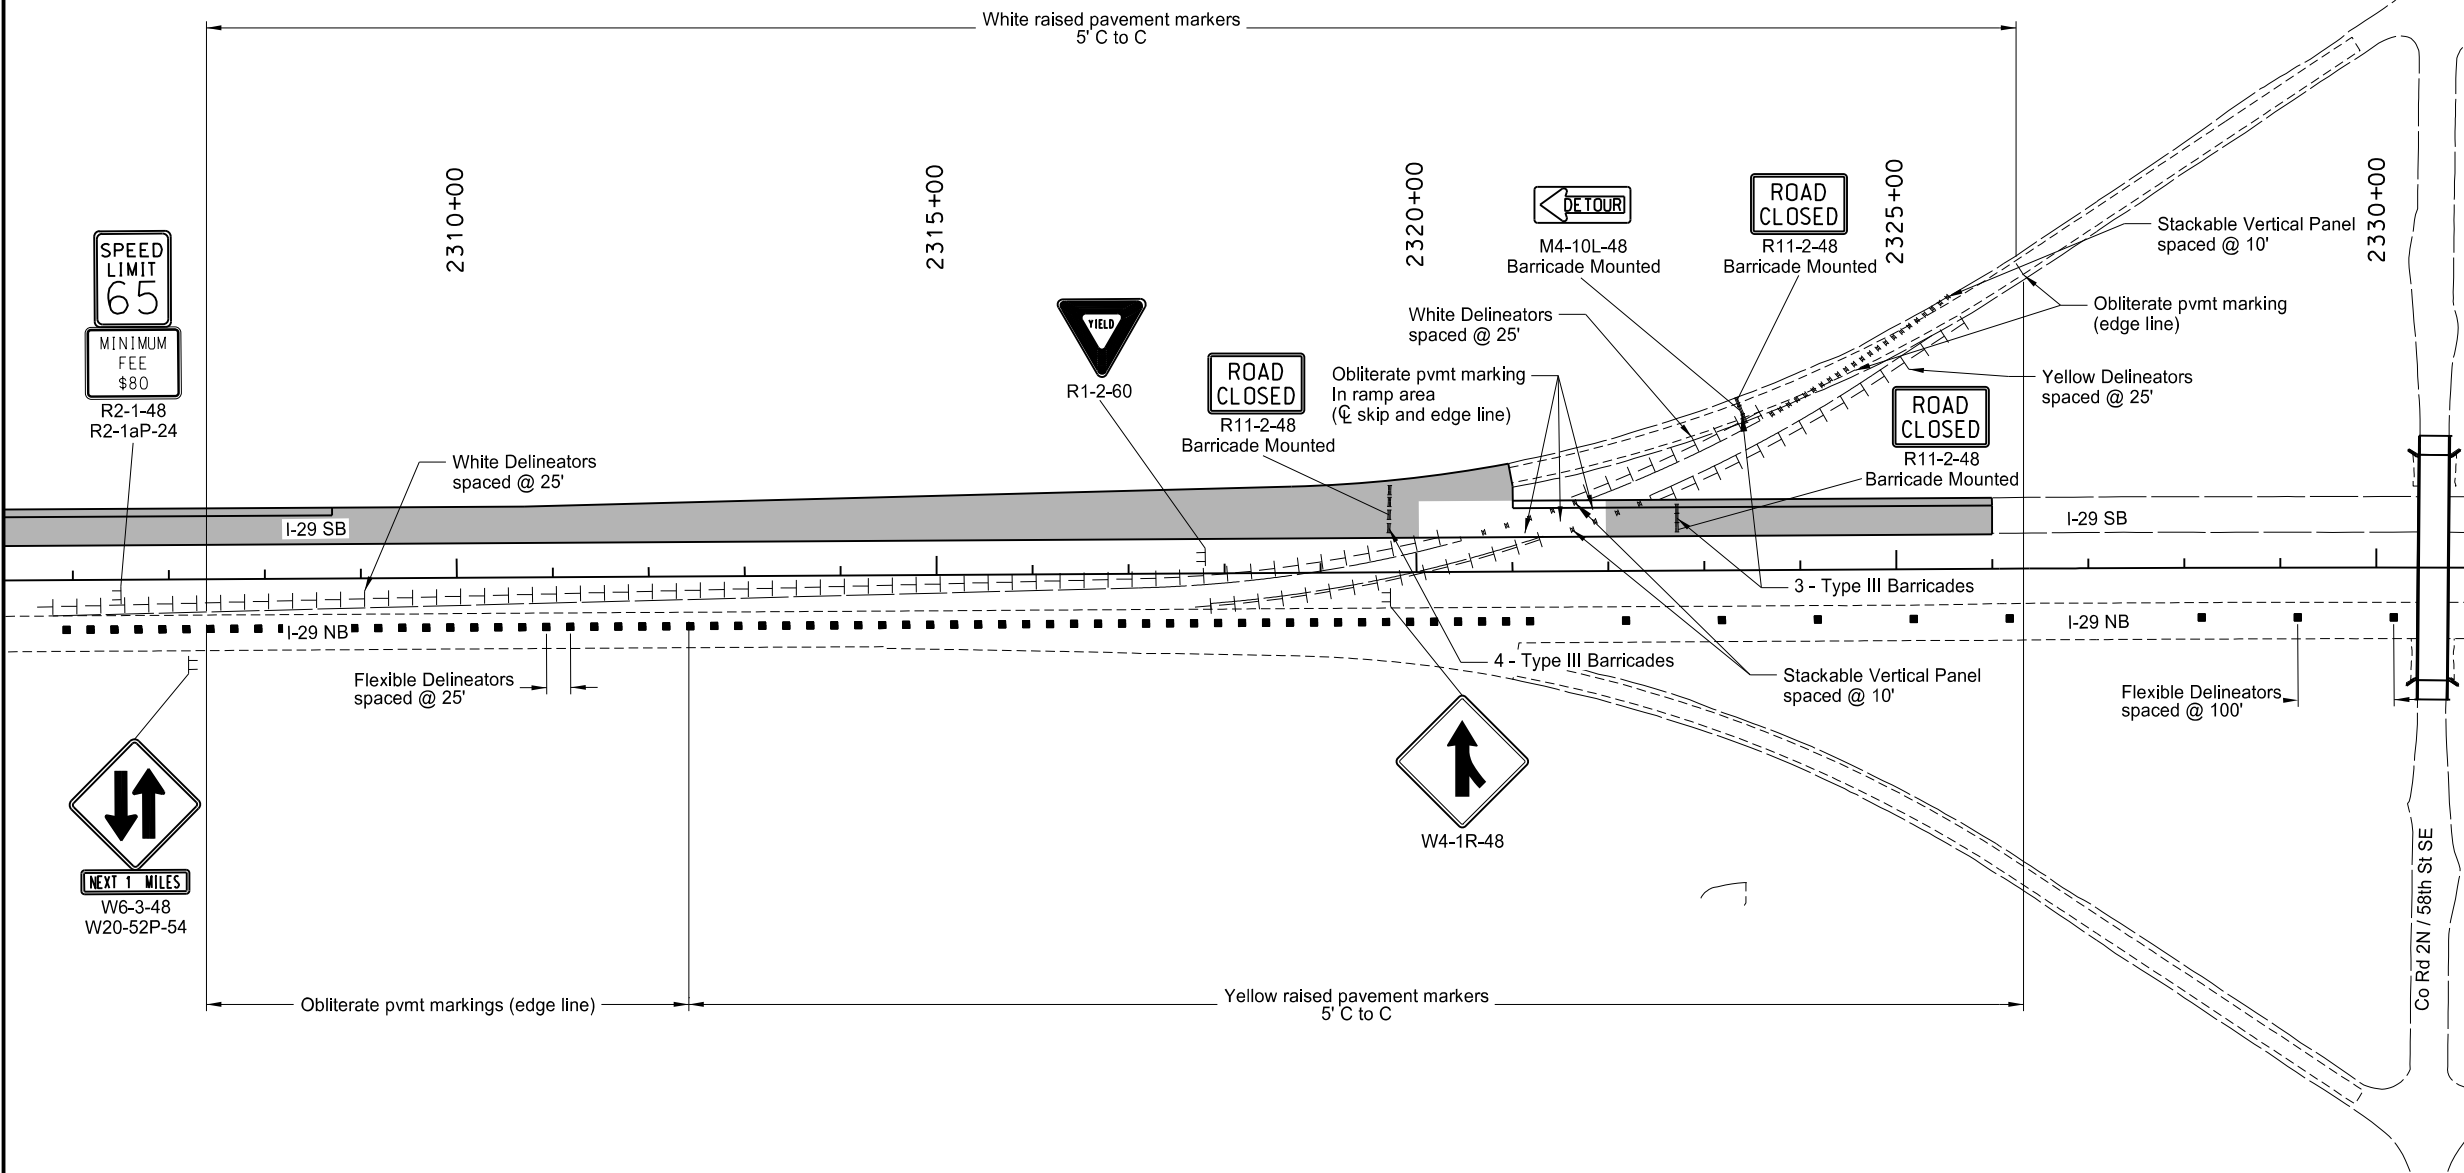 White raised pavement markers
5' C to C
2310+00
2315+00
2320+00
2325+00
2330+00
SPEED
LIMIT
65
MINIMUM
FEE
$80
R2-1-48
R2-1aP-24
White Delineators
spaced @ 25'
I-29 SB
YIELD
R1-2-60
ROAD
CLOSED
R11-2-48
Barricade Mounted
DETOUR
M4-10L-48
Barricade Mounted
White Delineators
spaced @ 25'
Obliterate pvmt marking
In ramp area
(℄ skip and edge line)
ROAD
CLOSED
R11-2-48
Barricade Mounted
Stackable Vertical Panel
spaced @ 10'
Obliterate pvmt marking
(edge line)
Yellow Delineators
spaced @ 25'
ROAD
CLOSED
R11-2-48
Barricade Mounted
I-29 SB
3 - Type III Barricades
I-29 NB
I-29 NB
Flexible Delineators
spaced @ 25'
4 - Type III Barricades
Stackable Vertical Panel
spaced @ 10'
Flexible Delineators
spaced @ 100'
NEXT 1 MILES
W6-3-48
W20-52P-54
W4-1R-48
Co Rd 2N / 58th St SE
Obliterate pvmt markings (edge line)
Yellow raised pavement markers
5' C to C